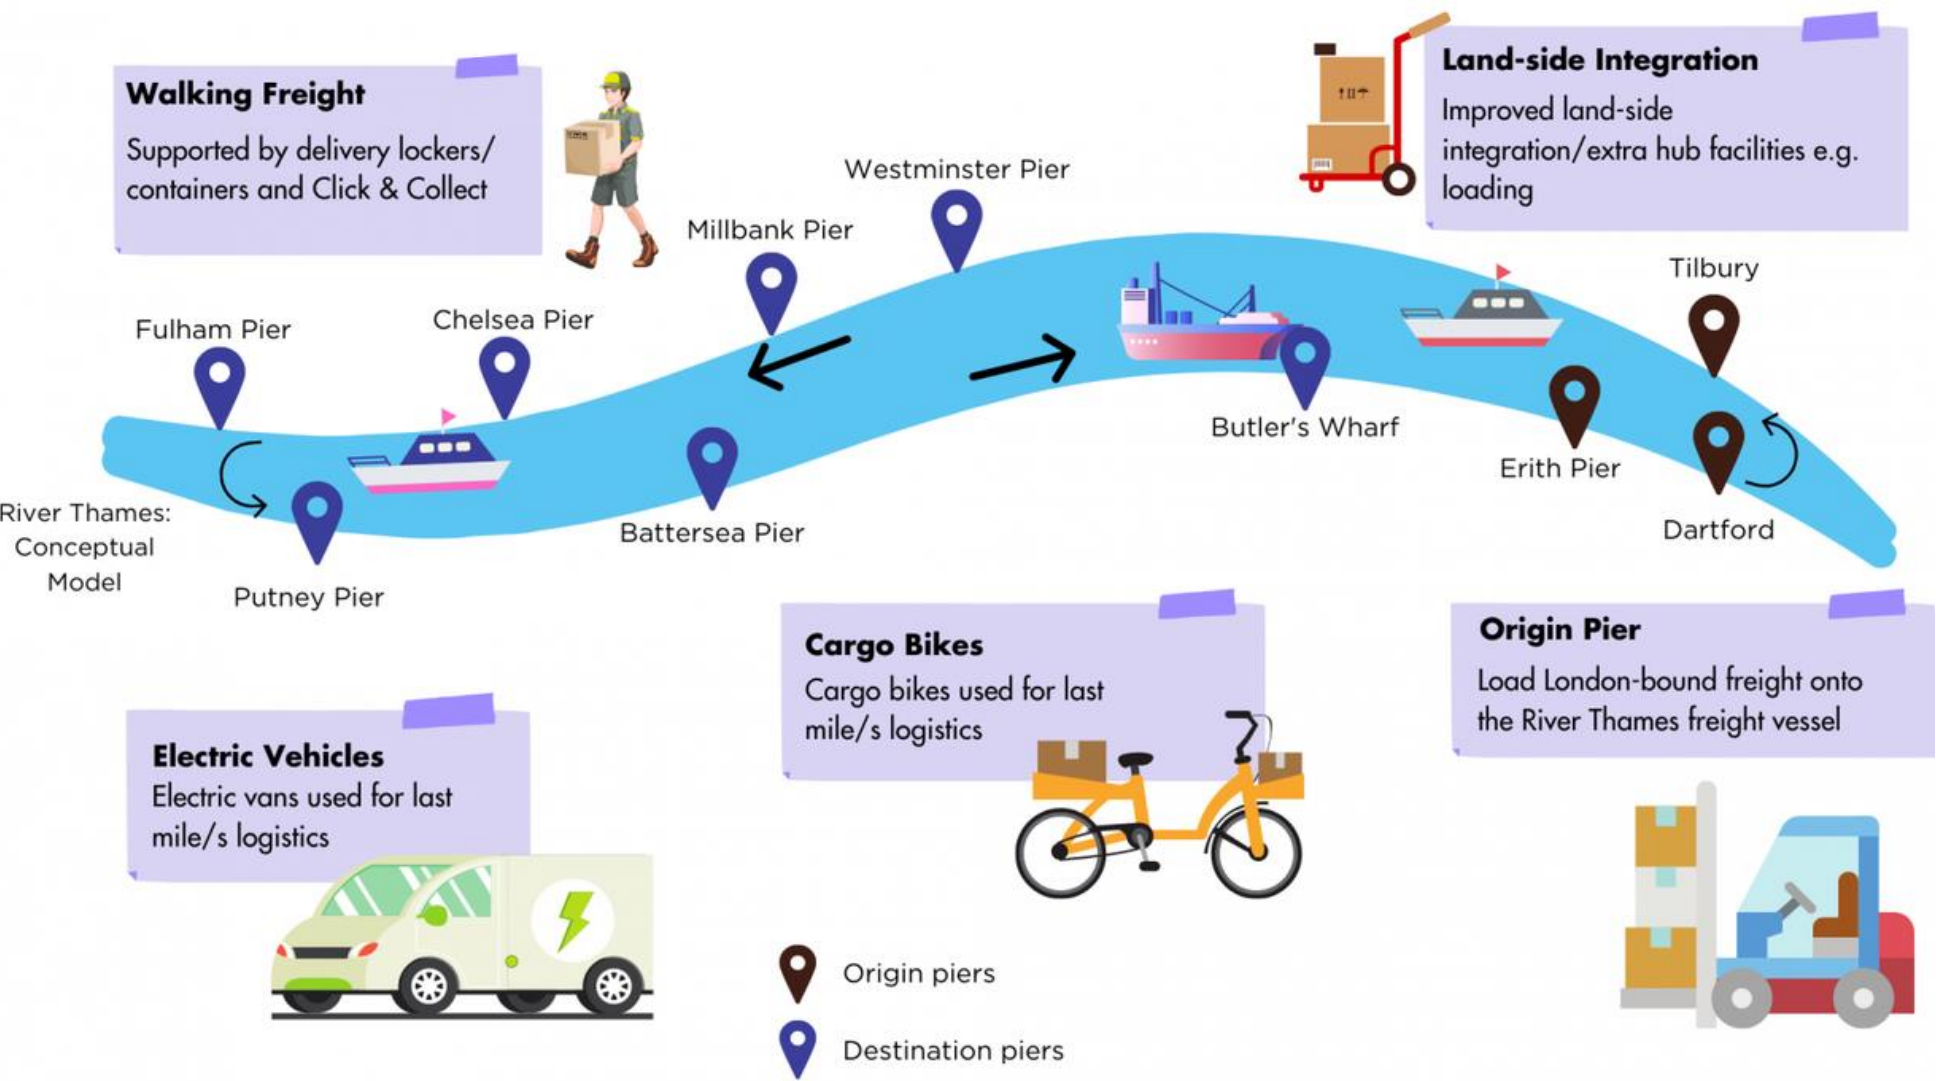 Walking Freight
Supported by delivery lockers/
containers and Click & Collect
Land-side Integration
Improved land-side
integration/extra hub facilities e.g.
loading
Westminster Pier
Millbank Pier
Tilbury
Fulham Pier
Chelsea Pier
Butler's Wharf
Erith Pier
River Thames:
Conceptual
Model
Battersea Pier
Dartford
Putney Pier
Cargo Bikes
Cargo bikes used for last
mile/s logistics
Origin Pier
Load London-bound freight onto
the River Thames freight vessel
Electric Vehicles
Electric vans used for last
mile/s logistics
Origin piers
Destination piers